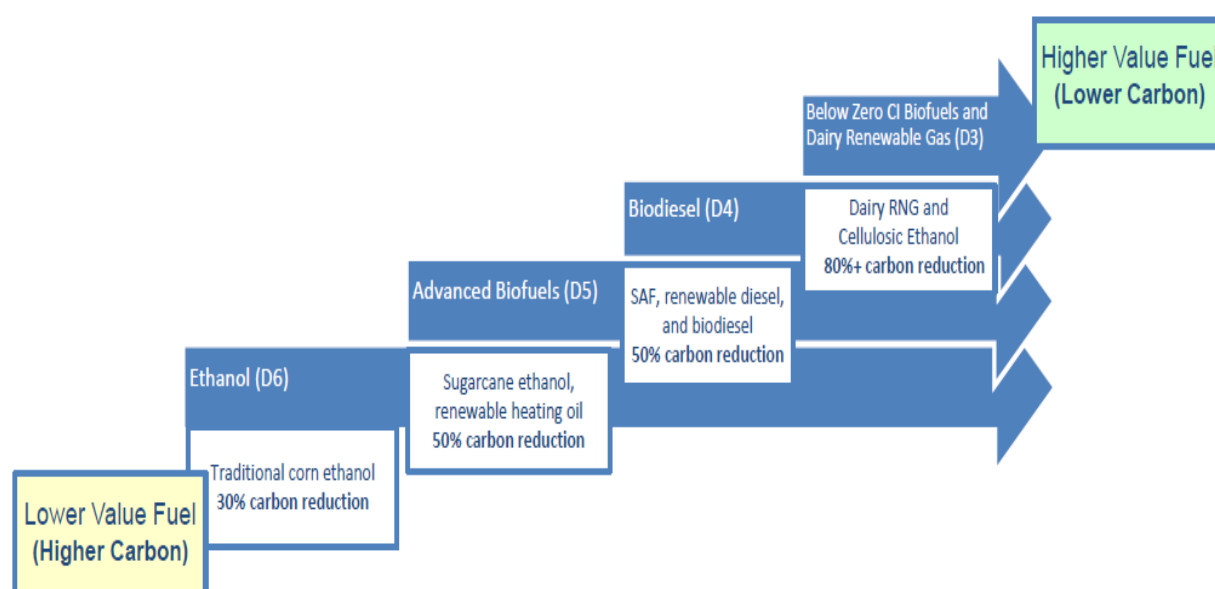 Higher Value Fuel
(Lower Carbon)
Below Zero CI Biofuels and
Dairy Renewable Gas (D3)
Dairy RNG and
Cellulosic Ethanol
80%+ carbon reduction
Biodiesel (D4)
SAF, renewable diesel,
and biodiesel
50% carbon reduction
Advanced Biofuels (D5)
Sugarcane ethanol,
renewable heating oil
50% carbon reduction
Ethanol (D6)
Traditional corn ethanol
30% carbon reduction
Lower Value Fuel
(Higher Carbon)